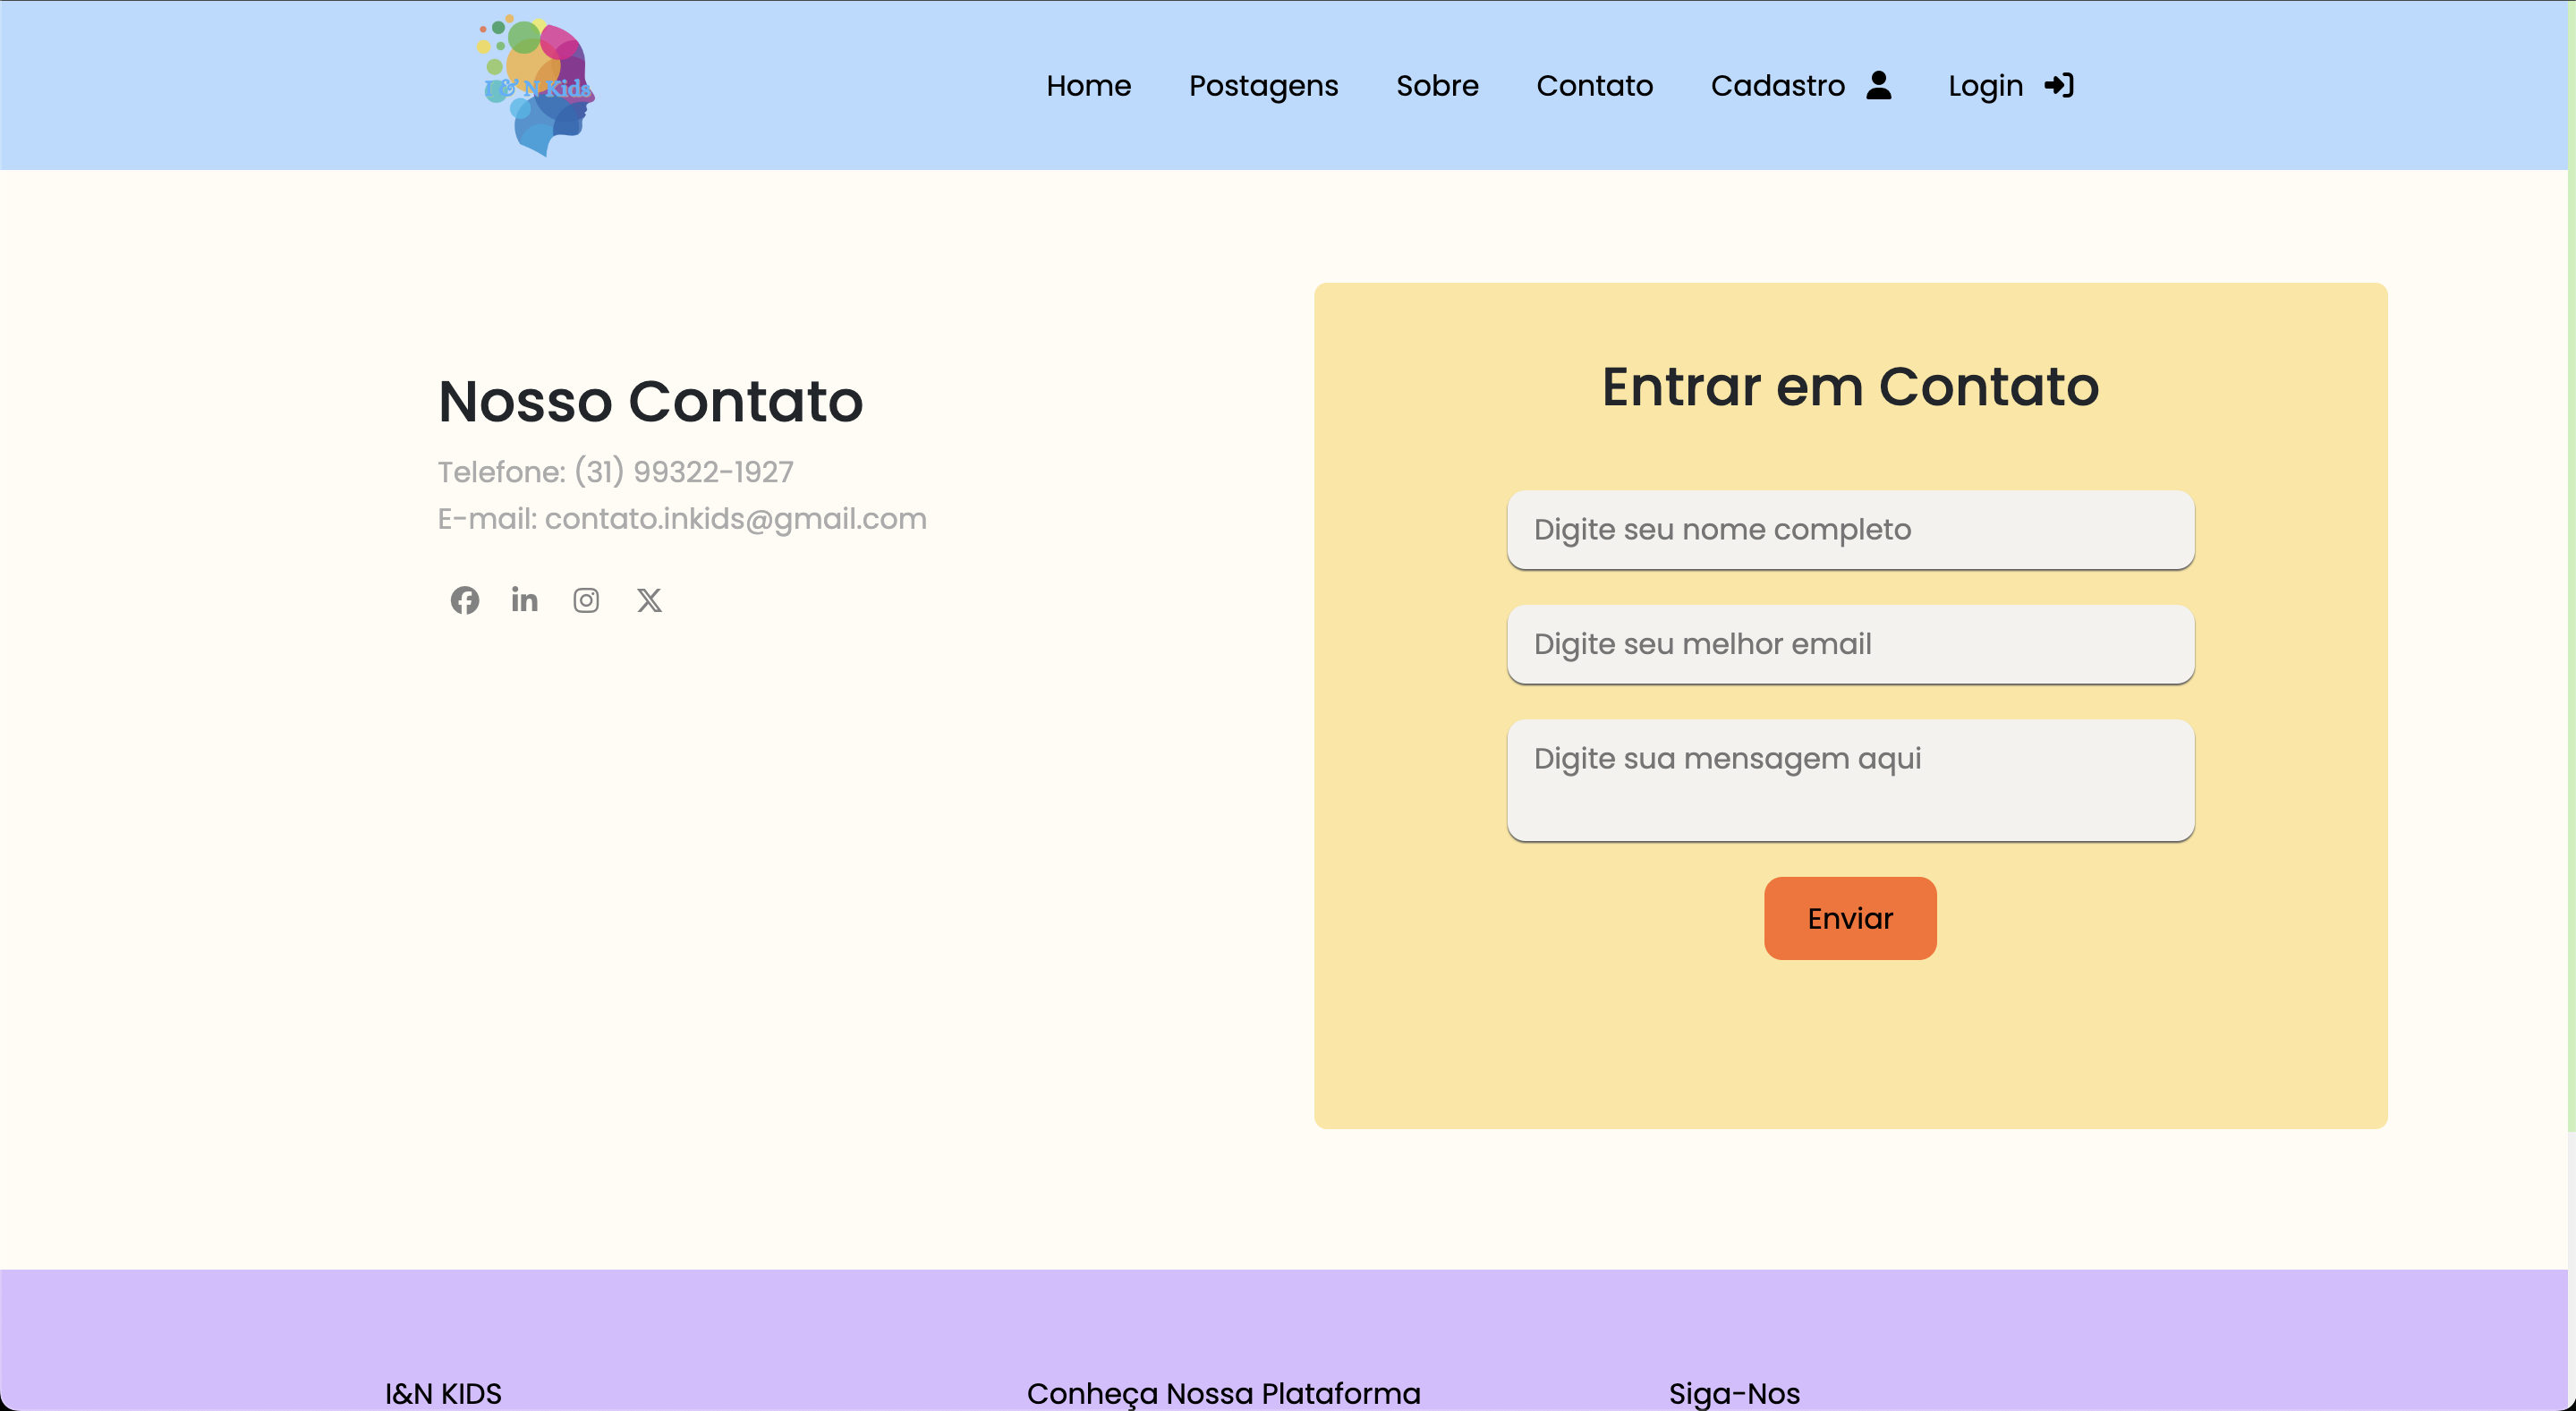 I & N Kids
Home Postagens Sobre Contato Cadastro Login
Nosso Contato
Telefone: (31) 99322-1927
E-mail: contato.inkids@gmail.com
Entrar em Contato
Digite seu nome completo
Digite seu melhor email
Digite sua mensagem aqui
Enviar
I&N KIDS
Conheça Nossa Plataforma
Siga-Nos